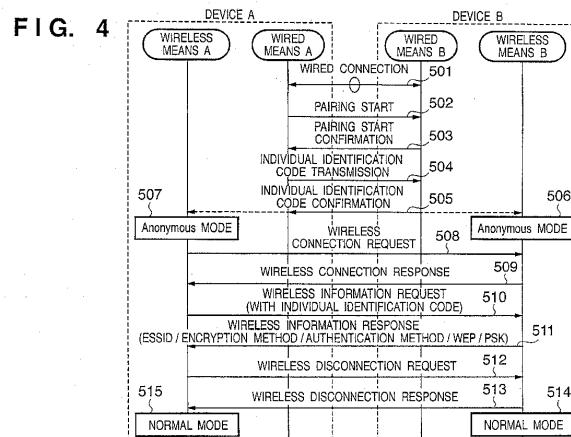 FIG. 4
DEVICE A
DEVICE B
WIRELESS
MEANS A
WIRED
MEANS A
WIRED
MEANS B
WIRELESS
MEANS B
WIRED CONNECTION
501
PAIRING START
502
PAIRING START
CONFIRMATION
503
INDIVIDUAL IDENTIFICATION
CODE TRANSMISSION
504
INDIVIDUAL IDENTIFICATION
CODE CONFIRMATION
505
507
506
Anonymous MODE
Anonymous MODE
WIRELESS
CONNECTION REQUEST
508
WIRELESS CONNECTION RESPONSE
509
WIRELESS INFORMATION REQUEST
(WITH INDIVIDUAL IDENTIFICATION CODE)
510
WIRELESS INFORMATION RESPONSE
(ESSID / ENCRYPTION METHOD / AUTHENTICATION METHOD / WEP / PSK)
511
WIRELESS DISCONNECTION REQUEST
512
WIRELESS DISCONNECTION RESPONSE
513
515
514
NORMAL MODE
NORMAL MODE